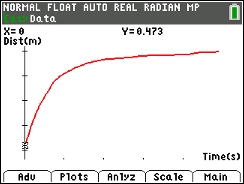 NORMAL FLOAT AUTO REAL RADIAN MP
Data
X=0 Y=0.473
Dist(m)
Time(s)
Adv Plots Anlyz Scale Main